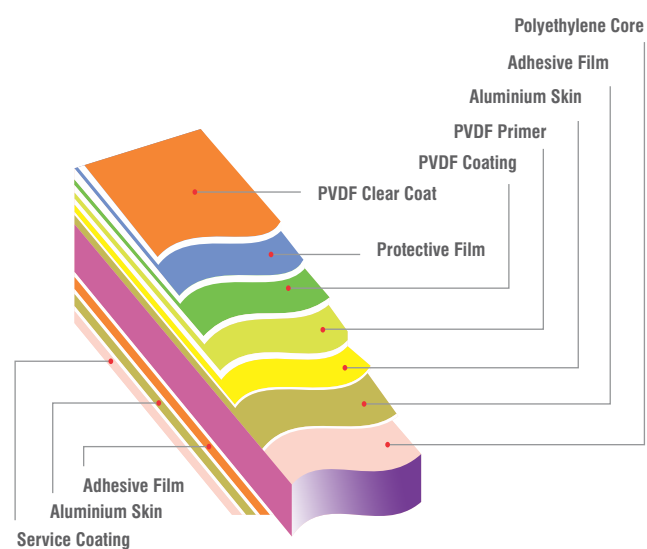 Polyethylene Core
Adhesive Film
Aluminium Skin
PVDF Primer
PVDF Coating
PVDF Clear Coat
Protective Film
Adhesive Film
Aluminium Skin
Service Coating